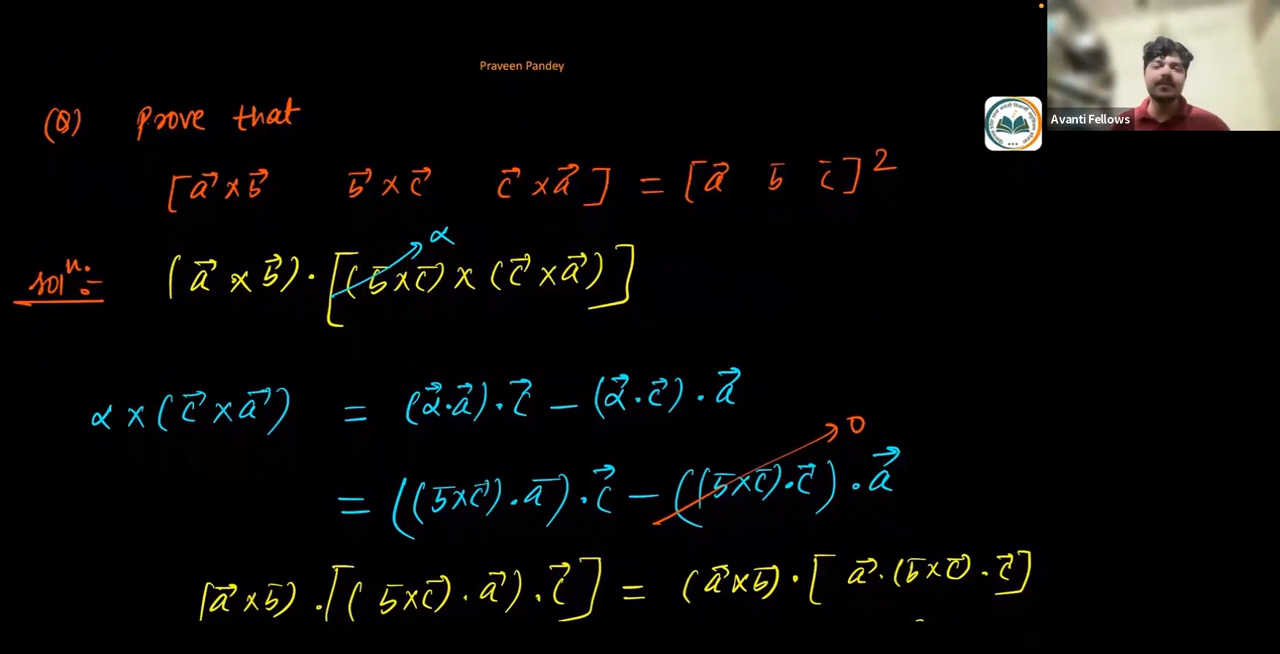 Praveen Pandey
Avanti Fellows
(Q) Prove that
[a⃗ × b⃗   b⃗ × c⃗   c⃗ × a⃗] = [a⃗   b̄   c̄]²
solⁿ:- (a⃗ × b⃗) · [(b̄ × c̄) × (c⃗ × a⃗)]
α
α × (c⃗ × a⃗) = (α⃗·a⃗)·c⃗ − (α⃗·c⃗)·a⃗
0
= ((b̄ × c⃗)·ā)·c⃗ − ((b̄ × c̄)·c⃗)·a⃗
(a⃗ × b̄)·[(b̄ × c⃗)·a⃗)·c⃗] = (a⃗ × b̄)·[a⃗·(b̄ × c̄)·c⃗]